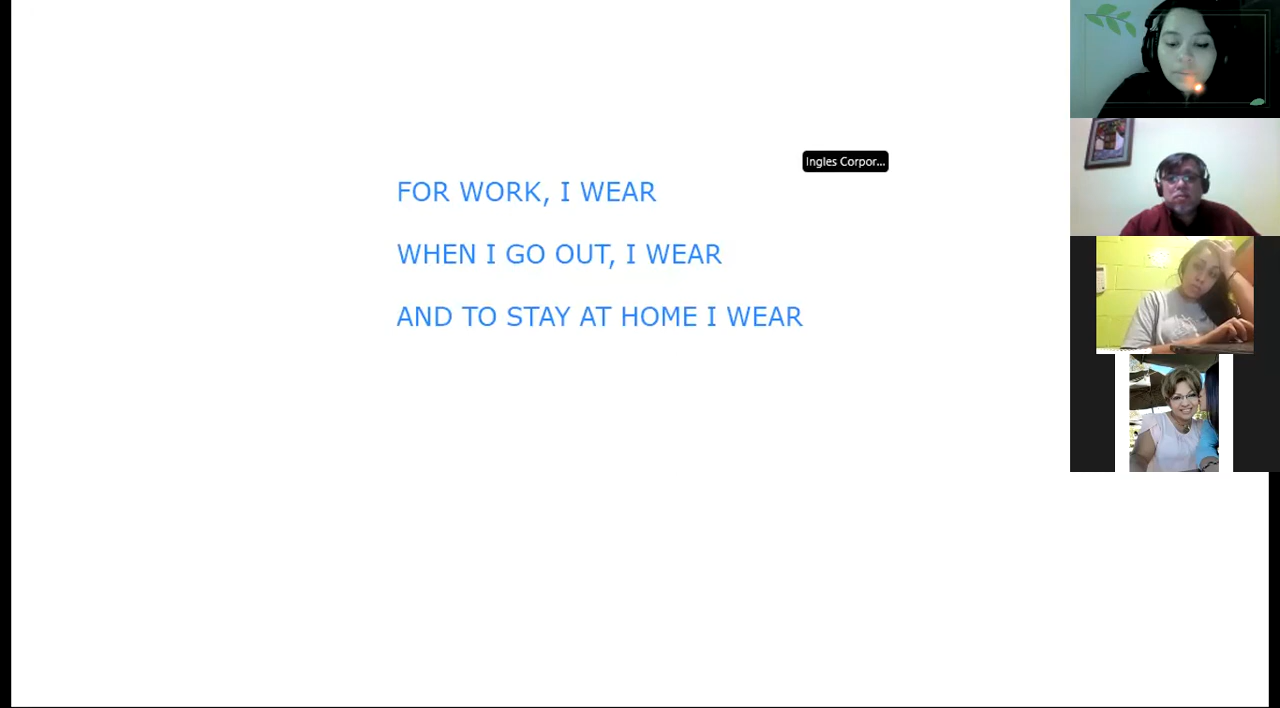 Ingles Corpor...
FOR WORK, I WEAR
WHEN I GO OUT, I WEAR
AND TO STAY AT HOME I WEAR